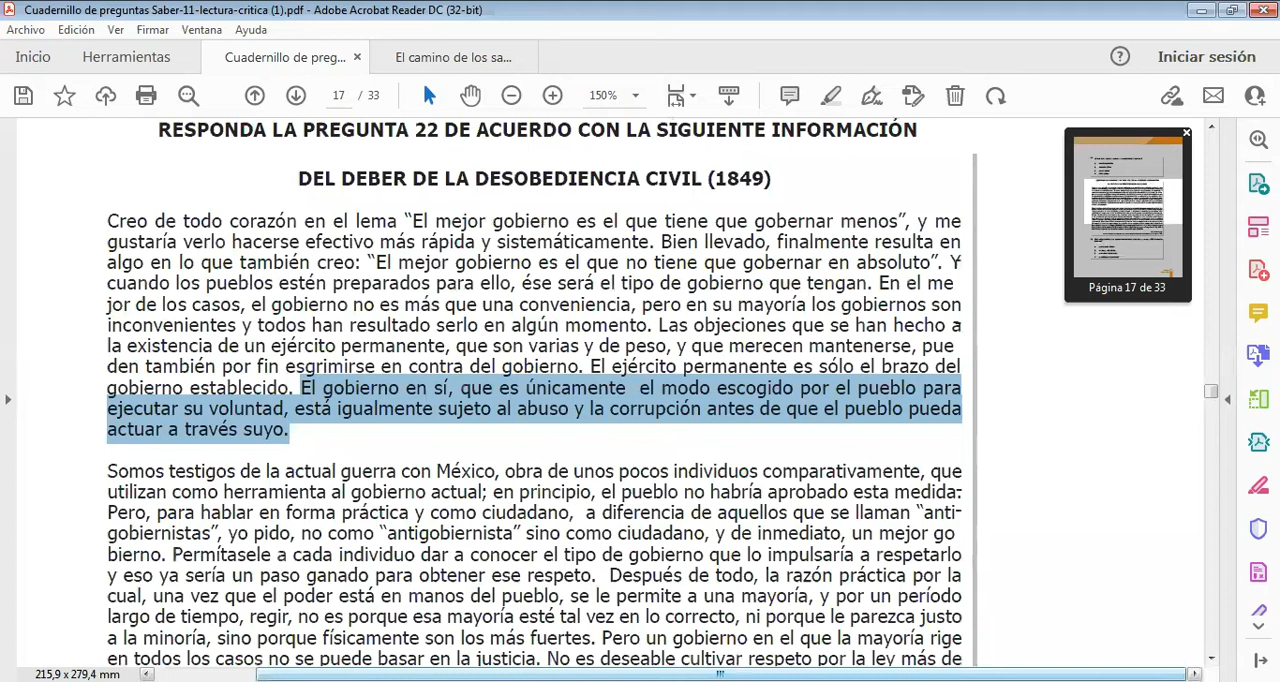 Cuadernillo de preguntas Saber-11-lectura-critica (1).pdf - Adobe Acrobat Reader DC (32-bit)
Archivo Edición Ver Firmar Ventana Ayuda
Inicio Herramientas Cuadernillo de preg... × El camino de los sa... Iniciar sesión
17 / 33 150%
RESPONDA LA PREGUNTA 22 DE ACUERDO CON LA SIGUIENTE INFORMACIÓN
DEL DEBER DE LA DESOBEDIENCIA CIVIL (1849)
Creo de todo corazón en el lema “El mejor gobierno es el que tiene que gobernar menos”, y me
gustaría verlo hacerse efectivo más rápida y sistemáticamente. Bien llevado, finalmente resulta en
algo en lo que también creo: “El mejor gobierno es el que no tiene que gobernar en absoluto”. Y
cuando los pueblos estén preparados para ello, ése será el tipo de gobierno que tengan. En el me
jor de los casos, el gobierno no es más que una conveniencia, pero en su mayoría los gobiernos son
inconvenientes y todos han resultado serlo en algún momento. Las objeciones que se han hecho a
la existencia de un ejército permanente, que son varias y de peso, y que merecen mantenerse, pue
den también por fin esgrimirse en contra del gobierno. El ejército permanente es sólo el brazo del
gobierno establecido. El gobierno en sí, que es únicamente el modo escogido por el pueblo para
ejecutar su voluntad, está igualmente sujeto al abuso y la corrupción antes de que el pueblo pueda
actuar a través suyo.
Somos testigos de la actual guerra con México, obra de unos pocos individuos comparativamente, que
utilizan como herramienta al gobierno actual; en principio, el pueblo no habría aprobado esta medida.
Pero, para hablar en forma práctica y como ciudadano, a diferencia de aquellos que se llaman “anti-
gobiernistas”, yo pido, no como “antigobiernista” sino como ciudadano, y de inmediato, un mejor go
bierno. Permítasele a cada individuo dar a conocer el tipo de gobierno que lo impulsaría a respetarlo
y eso ya sería un paso ganado para obtener ese respeto. Después de todo, la razón práctica por la
cual, una vez que el poder está en manos del pueblo, se le permite a una mayoría, y por un período
largo de tiempo, regir, no es porque esa mayoría esté tal vez en lo correcto, ni porque le parezca justo
a la minoría, sino porque físicamente son los más fuertes. Pero un gobierno en el que la mayoría rige
en todos los casos no se puede basar en la justicia. No es deseable cultivar respeto por la ley más de
Página 17 de 33
215,9 x 279,4 mm